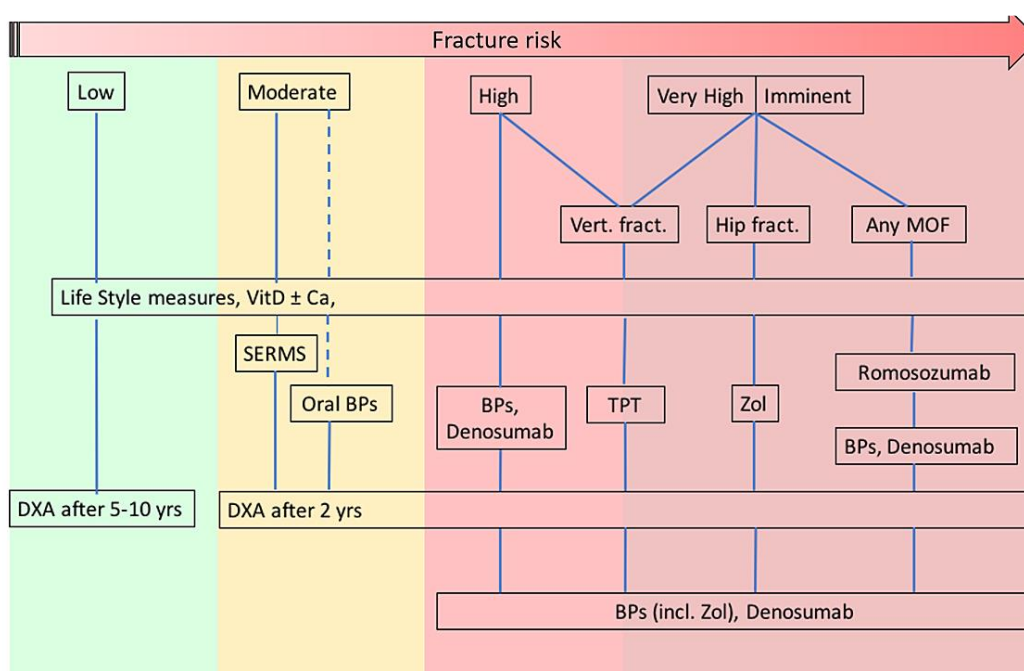 Fracture risk
Low
Moderate
High
Very High
Imminent
Vert. fract.
Hip fract.
Any MOF
Life Style measures, VitD ± Ca,
SERMS
Oral BPs
BPs,
Denosumab
TPT
Zol
Romosozumab
BPs, Denosumab
DXA after 5-10 yrs
DXA after 2 yrs
BPs (incl. Zol), Denosumab